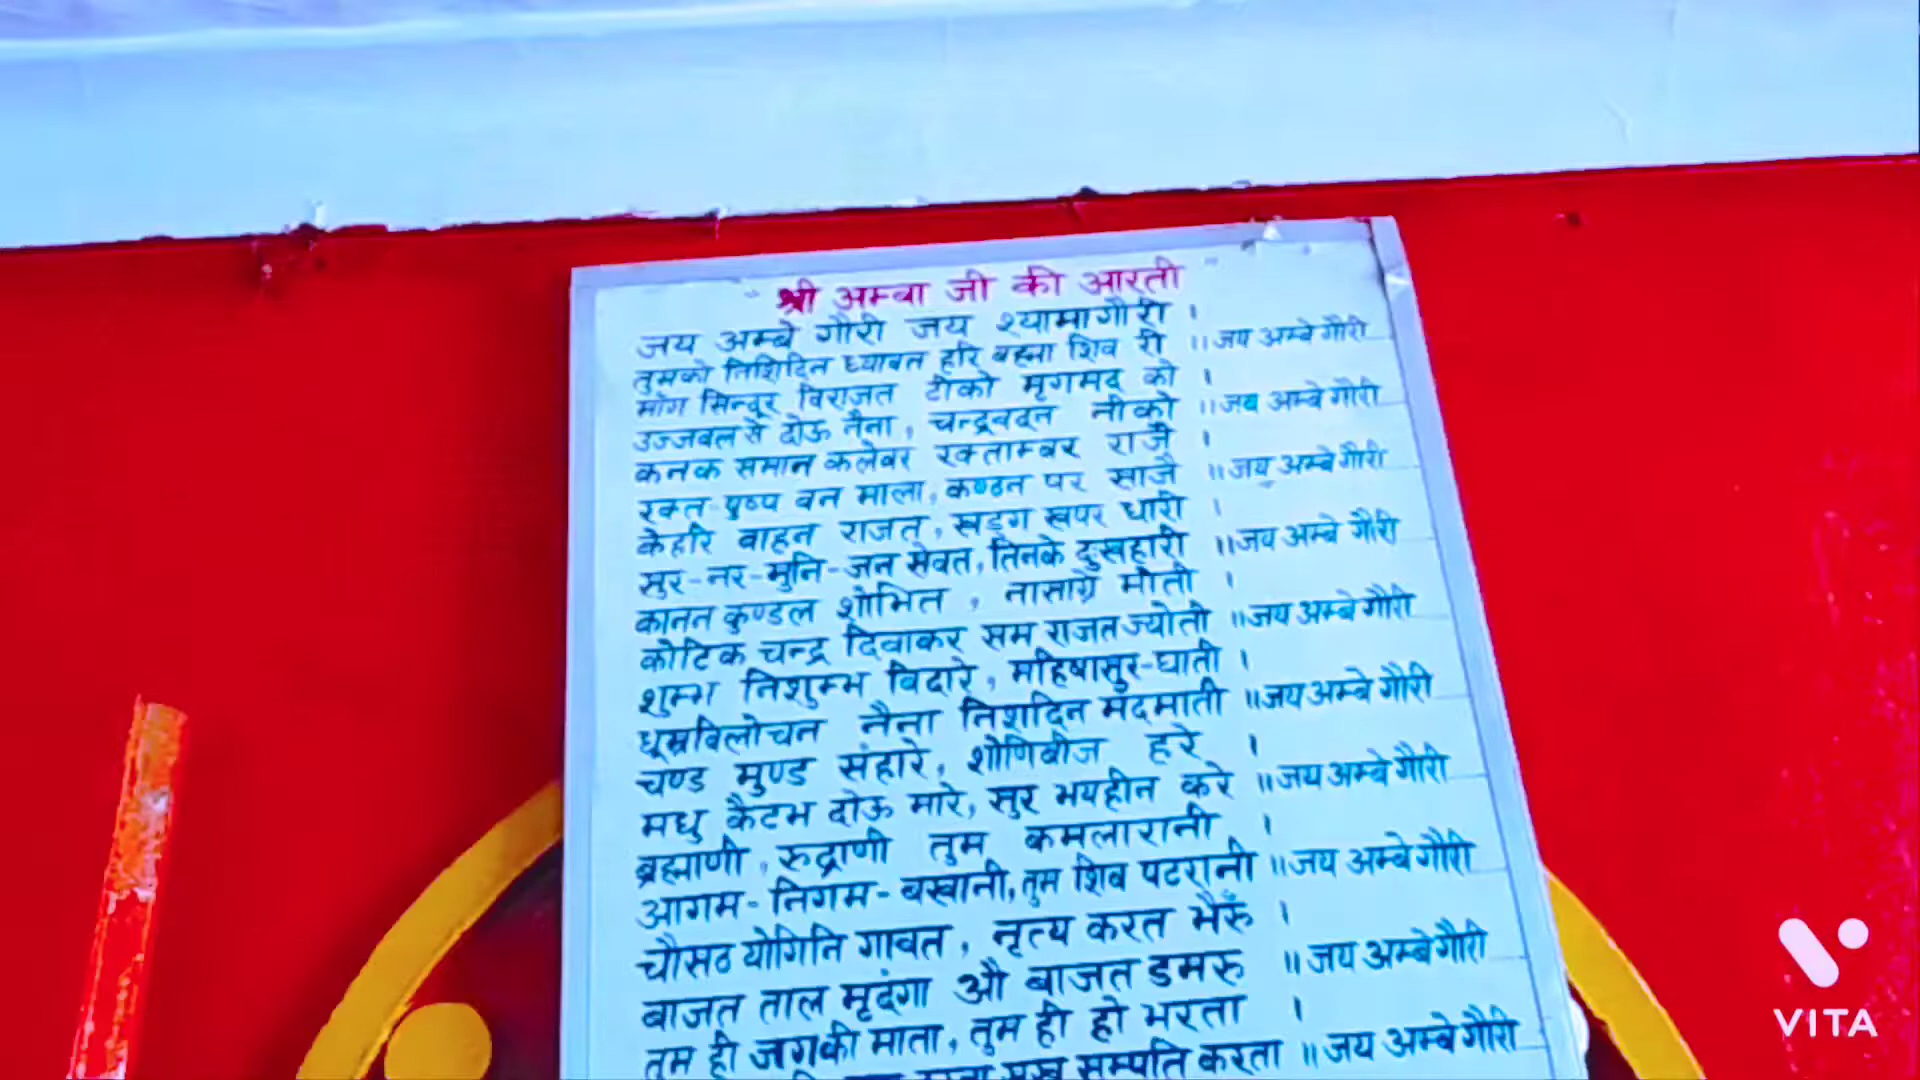 " श्री अम्बा जी की आरती "
जय अम्बे गौरी जय श्यामागौरी ।
तुमको निशिदिन ध्यावत हरि ब्रह्मा शिव री ॥ जय अम्बे गौरी
माँग सिन्दूर विराजत टीको मृगमद को ।
उज्जवल से दोऊ नैना, चन्द्रवदन नीको ॥ जय अम्बे गौरी
कनक समान कलेवर रक्ताम्बर राजै ।
रक्त-पुष्प वन माला, कण्ठन पर साजै ॥ जय अम्बे गौरी
केहरि वाहन राजत, खड्ग खपर धारी ।
सुर-नर-मुनि-जन सेवत, तिनके दुःखहारी ॥ जय अम्बे गौरी
कानन कुण्डल शोभित, नासाग्रे मोती ।
कोटिक चन्द्र दिवाकर सम राजत ज्योती ॥ जय अम्बे गौरी
शुम्भ निशुम्भ विदारे, महिषासुर-घाती ।
धूम्रविलोचन नैना निशदिन मदमाती ॥ जय अम्बे गौरी
चण्ड मुण्ड संहारे, शोणिबीज हरे ।
मधु कैटभ दोऊ मारे, सुर भयहीन करे ॥ जय अम्बे गौरी
ब्रह्माणी, रुद्राणी तुम कमलारानी ।
आगम-निगम-बखानी, तुम शिव पटरानी ॥ जय अम्बे गौरी
चौसठ योगिनि गावत, नृत्य करत भैरूँ ।
बाजत ताल मृदंगा औ बाजत डमरु ॥ जय अम्बे गौरी
तुम ही जगकी माता, तुम ही हो भरता ।
सुख सम्पति करता ॥ जय अम्बे गौरी
VITA